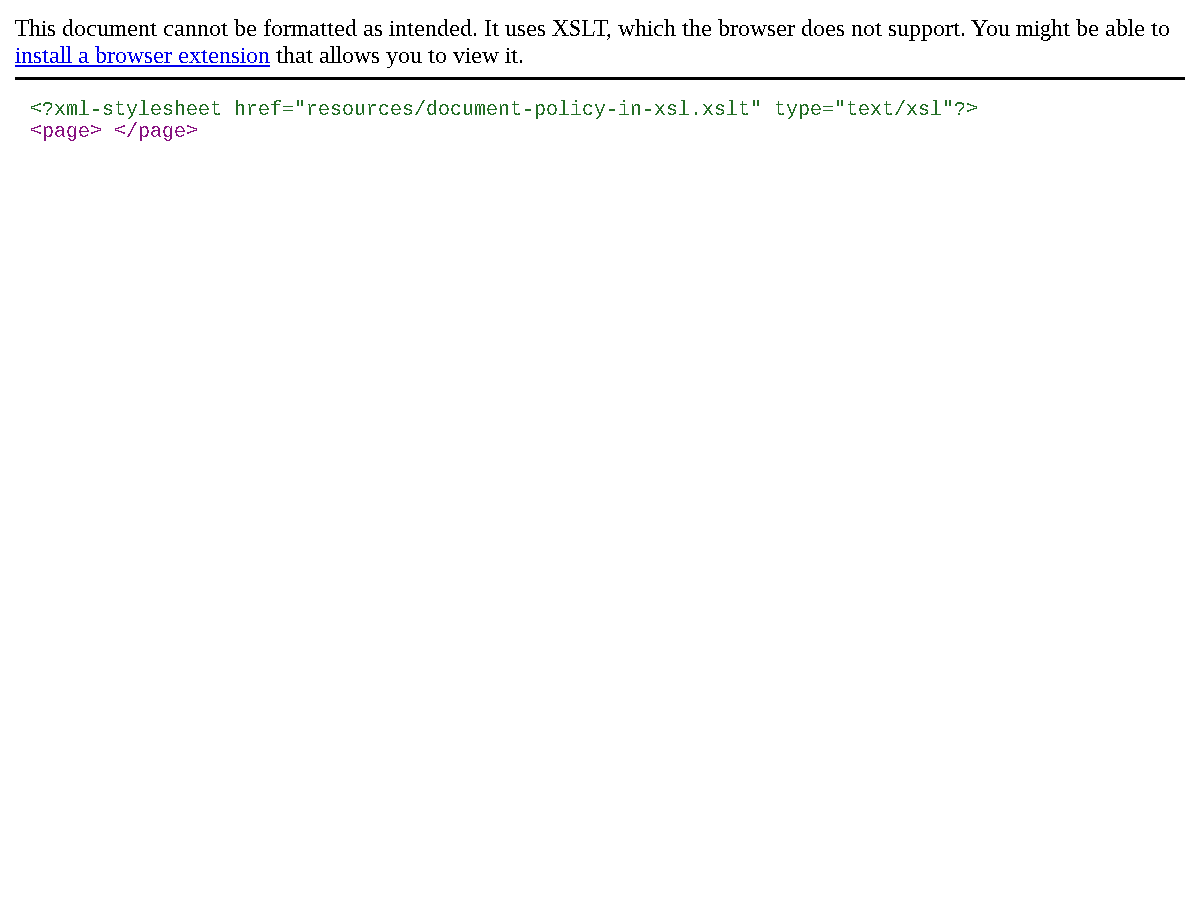 This document cannot be formatted as intended. It uses XSLT, which the browser does not support. You might be able to
install a browser extension that allows you to view it.
<?xml-stylesheet href="resources/document-policy-in-xsl.xslt" type="text/xsl"?>
<page> </page>